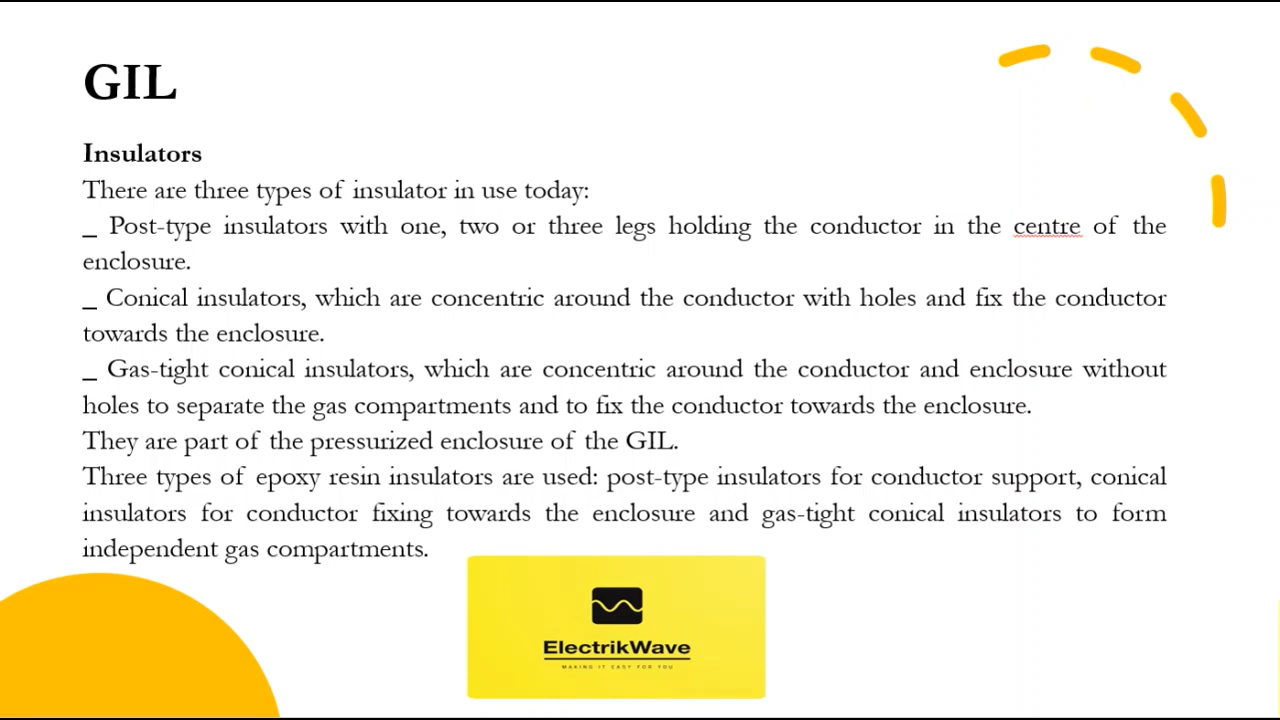 GIL
Insulators
There are three types of insulator in use today:
_ Post-type insulators with one, two or three legs holding the conductor in the centre of the
enclosure.
_ Conical insulators, which are concentric around the conductor with holes and fix the conductor
towards the enclosure.
_ Gas-tight conical insulators, which are concentric around the conductor and enclosure without
holes to separate the gas compartments and to fix the conductor towards the enclosure.
They are part of the pressurized enclosure of the GIL.
Three types of epoxy resin insulators are used: post-type insulators for conductor support, conical
insulators for conductor fixing towards the enclosure and gas-tight conical insulators to form
independent gas compartments.
ElectrikWave
MAKING IT EASY FOR YOU